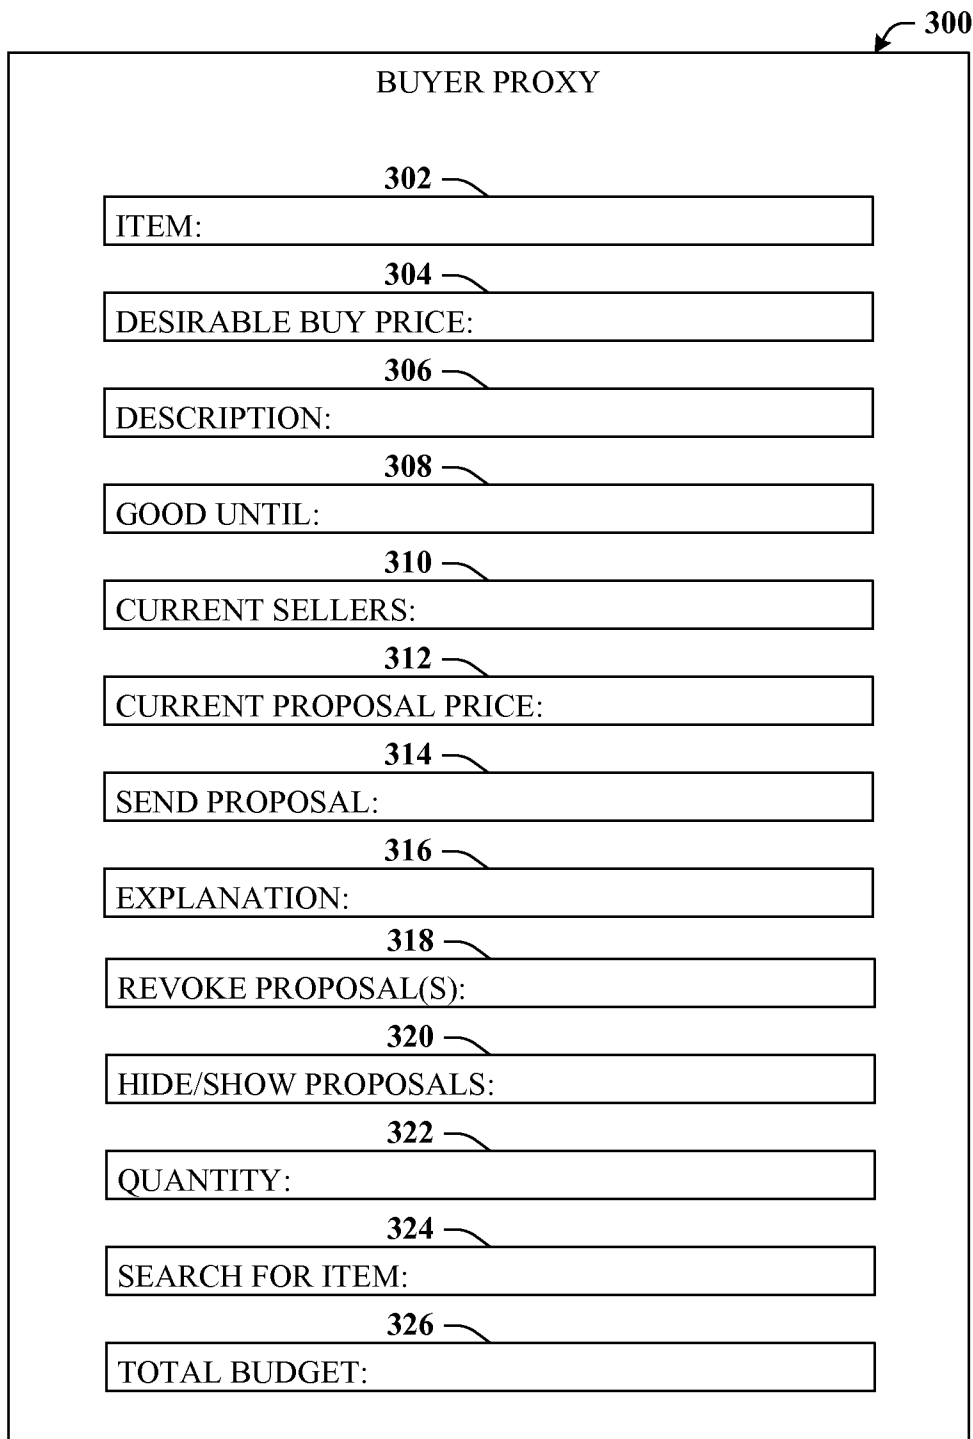 300
BUYER PROXY
302
ITEM:
304
DESIRABLE BUY PRICE:
306
DESCRIPTION:
308
GOOD UNTIL:
310
CURRENT SELLERS:
312
CURRENT PROPOSAL PRICE:
314
SEND PROPOSAL:
316
EXPLANATION:
318
REVOKE PROPOSAL(S):
320
HIDE/SHOW PROPOSALS:
322
QUANTITY:
324
SEARCH FOR ITEM:
326
TOTAL BUDGET: